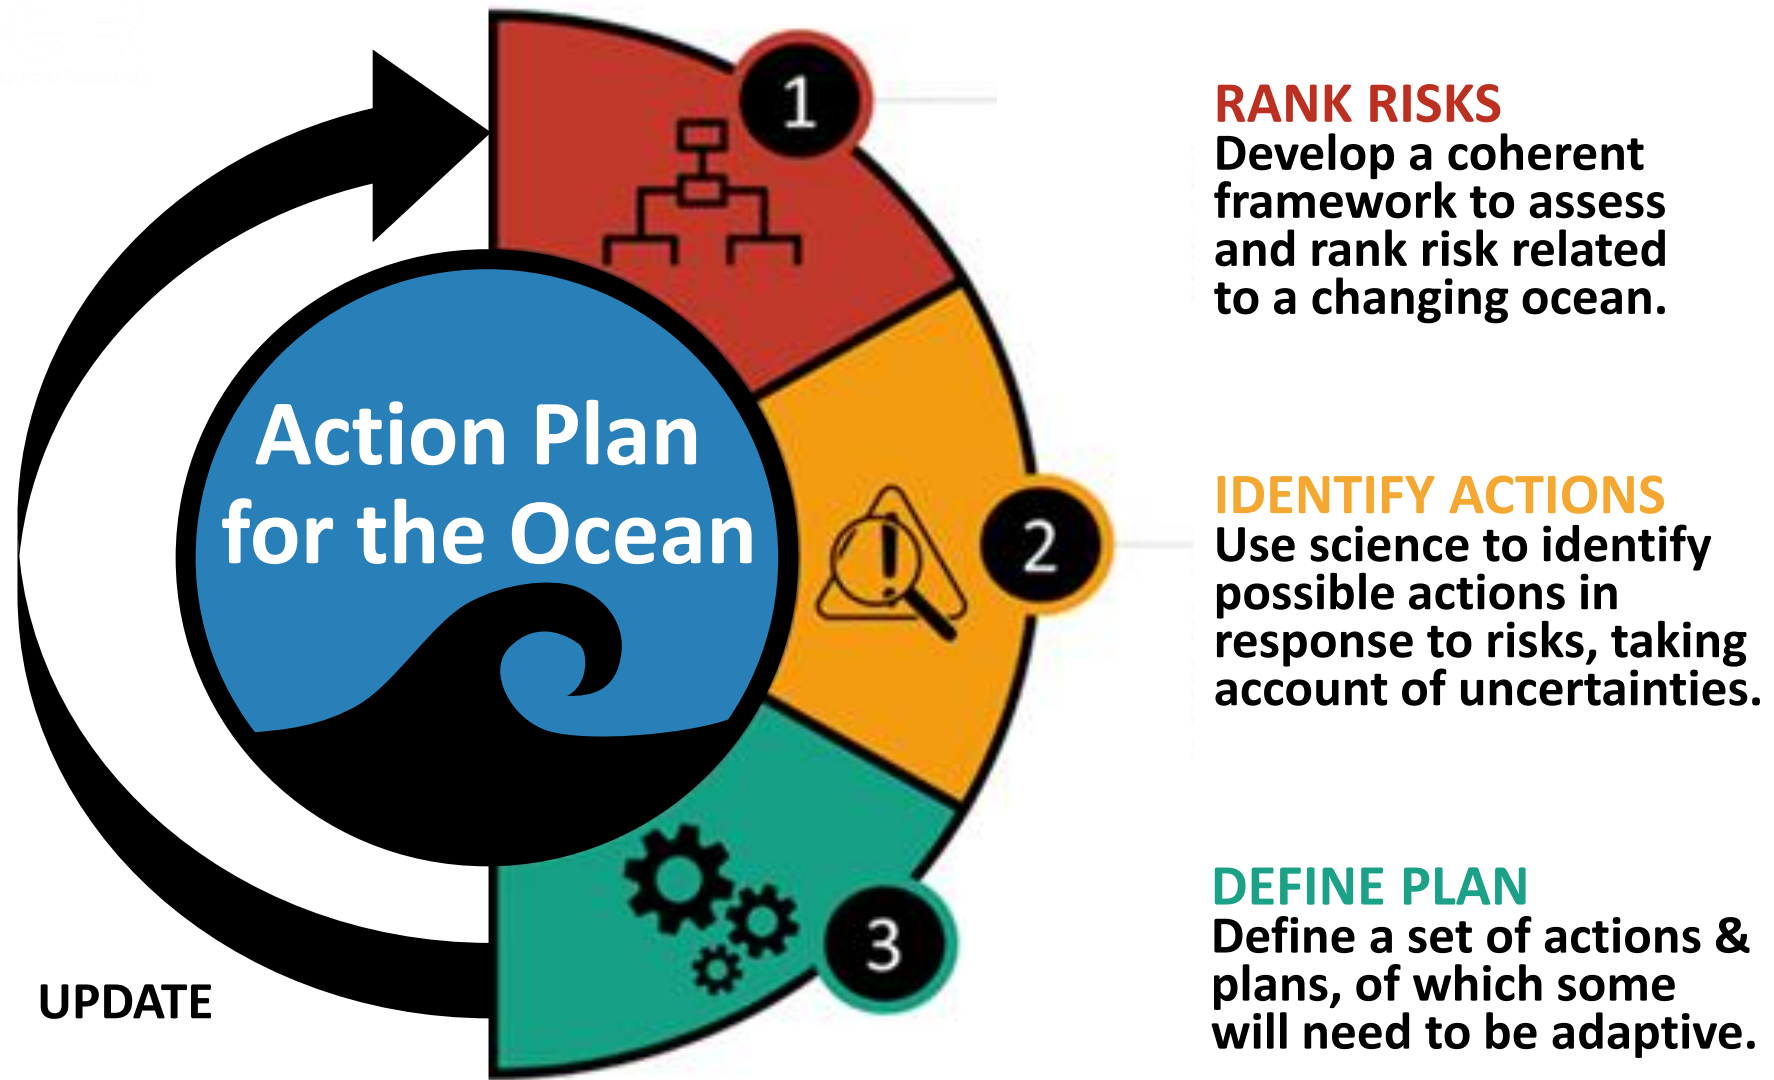 Action Plan
for the Ocean
UPDATE
1
RANK RISKS
Develop a coherent
framework to assess
and rank risk related
to a changing ocean.
2
IDENTIFY ACTIONS
Use science to identify
possible actions in
response to risks, taking
account of uncertainties.
3
DEFINE PLAN
Define a set of actions &
plans, of which some
will need to be adaptive.